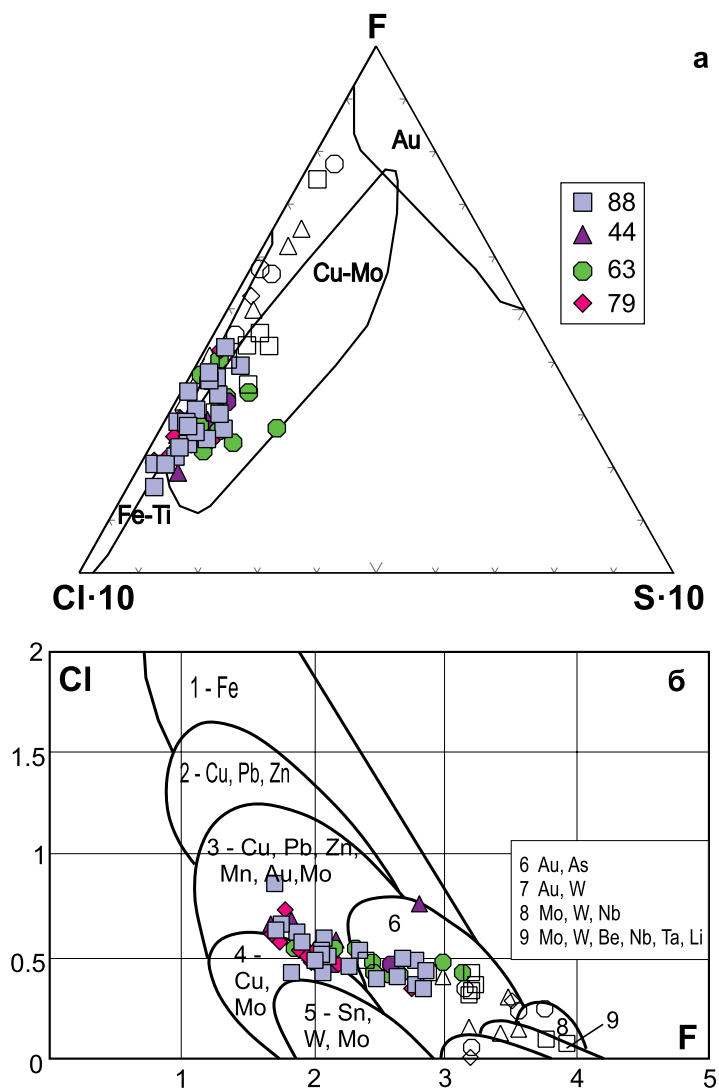 F
а
Au
88
44
63
79
Cu-Mo
Fe-Ti
Cl·10
S·10
2
Cl
б
1 - Fe
1.5
2 - Cu, Pb, Zn
1
3 - Cu, Pb, Zn,
Mn, Au,Mo
6 Au, As
7 Au, W
8 Mo, W, Nb
9 Mo, W, Be, Nb, Ta, Li
6
0.5
4 -
Cu,
Mo
5 - Sn,
W, Mo
8
9
F
0
1
2
3
4
5